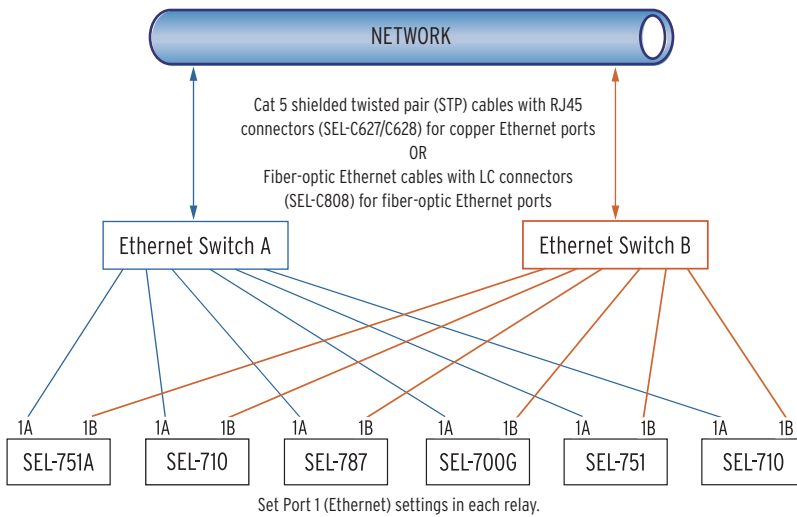 NETWORK
Cat 5 shielded twisted pair (STP) cables with RJ45
connectors (SEL-C627/C628) for copper Ethernet ports
OR
Fiber-optic Ethernet cables with LC connectors
(SEL-C808) for fiber-optic Ethernet ports
Ethernet Switch A
Ethernet Switch B
1A 1B 1A 1B 1A 1B 1A 1B 1A 1B 1A 1B
SEL-751A SEL-710 SEL-787 SEL-700G SEL-751 SEL-710
Set Port 1 (Ethernet) settings in each relay.